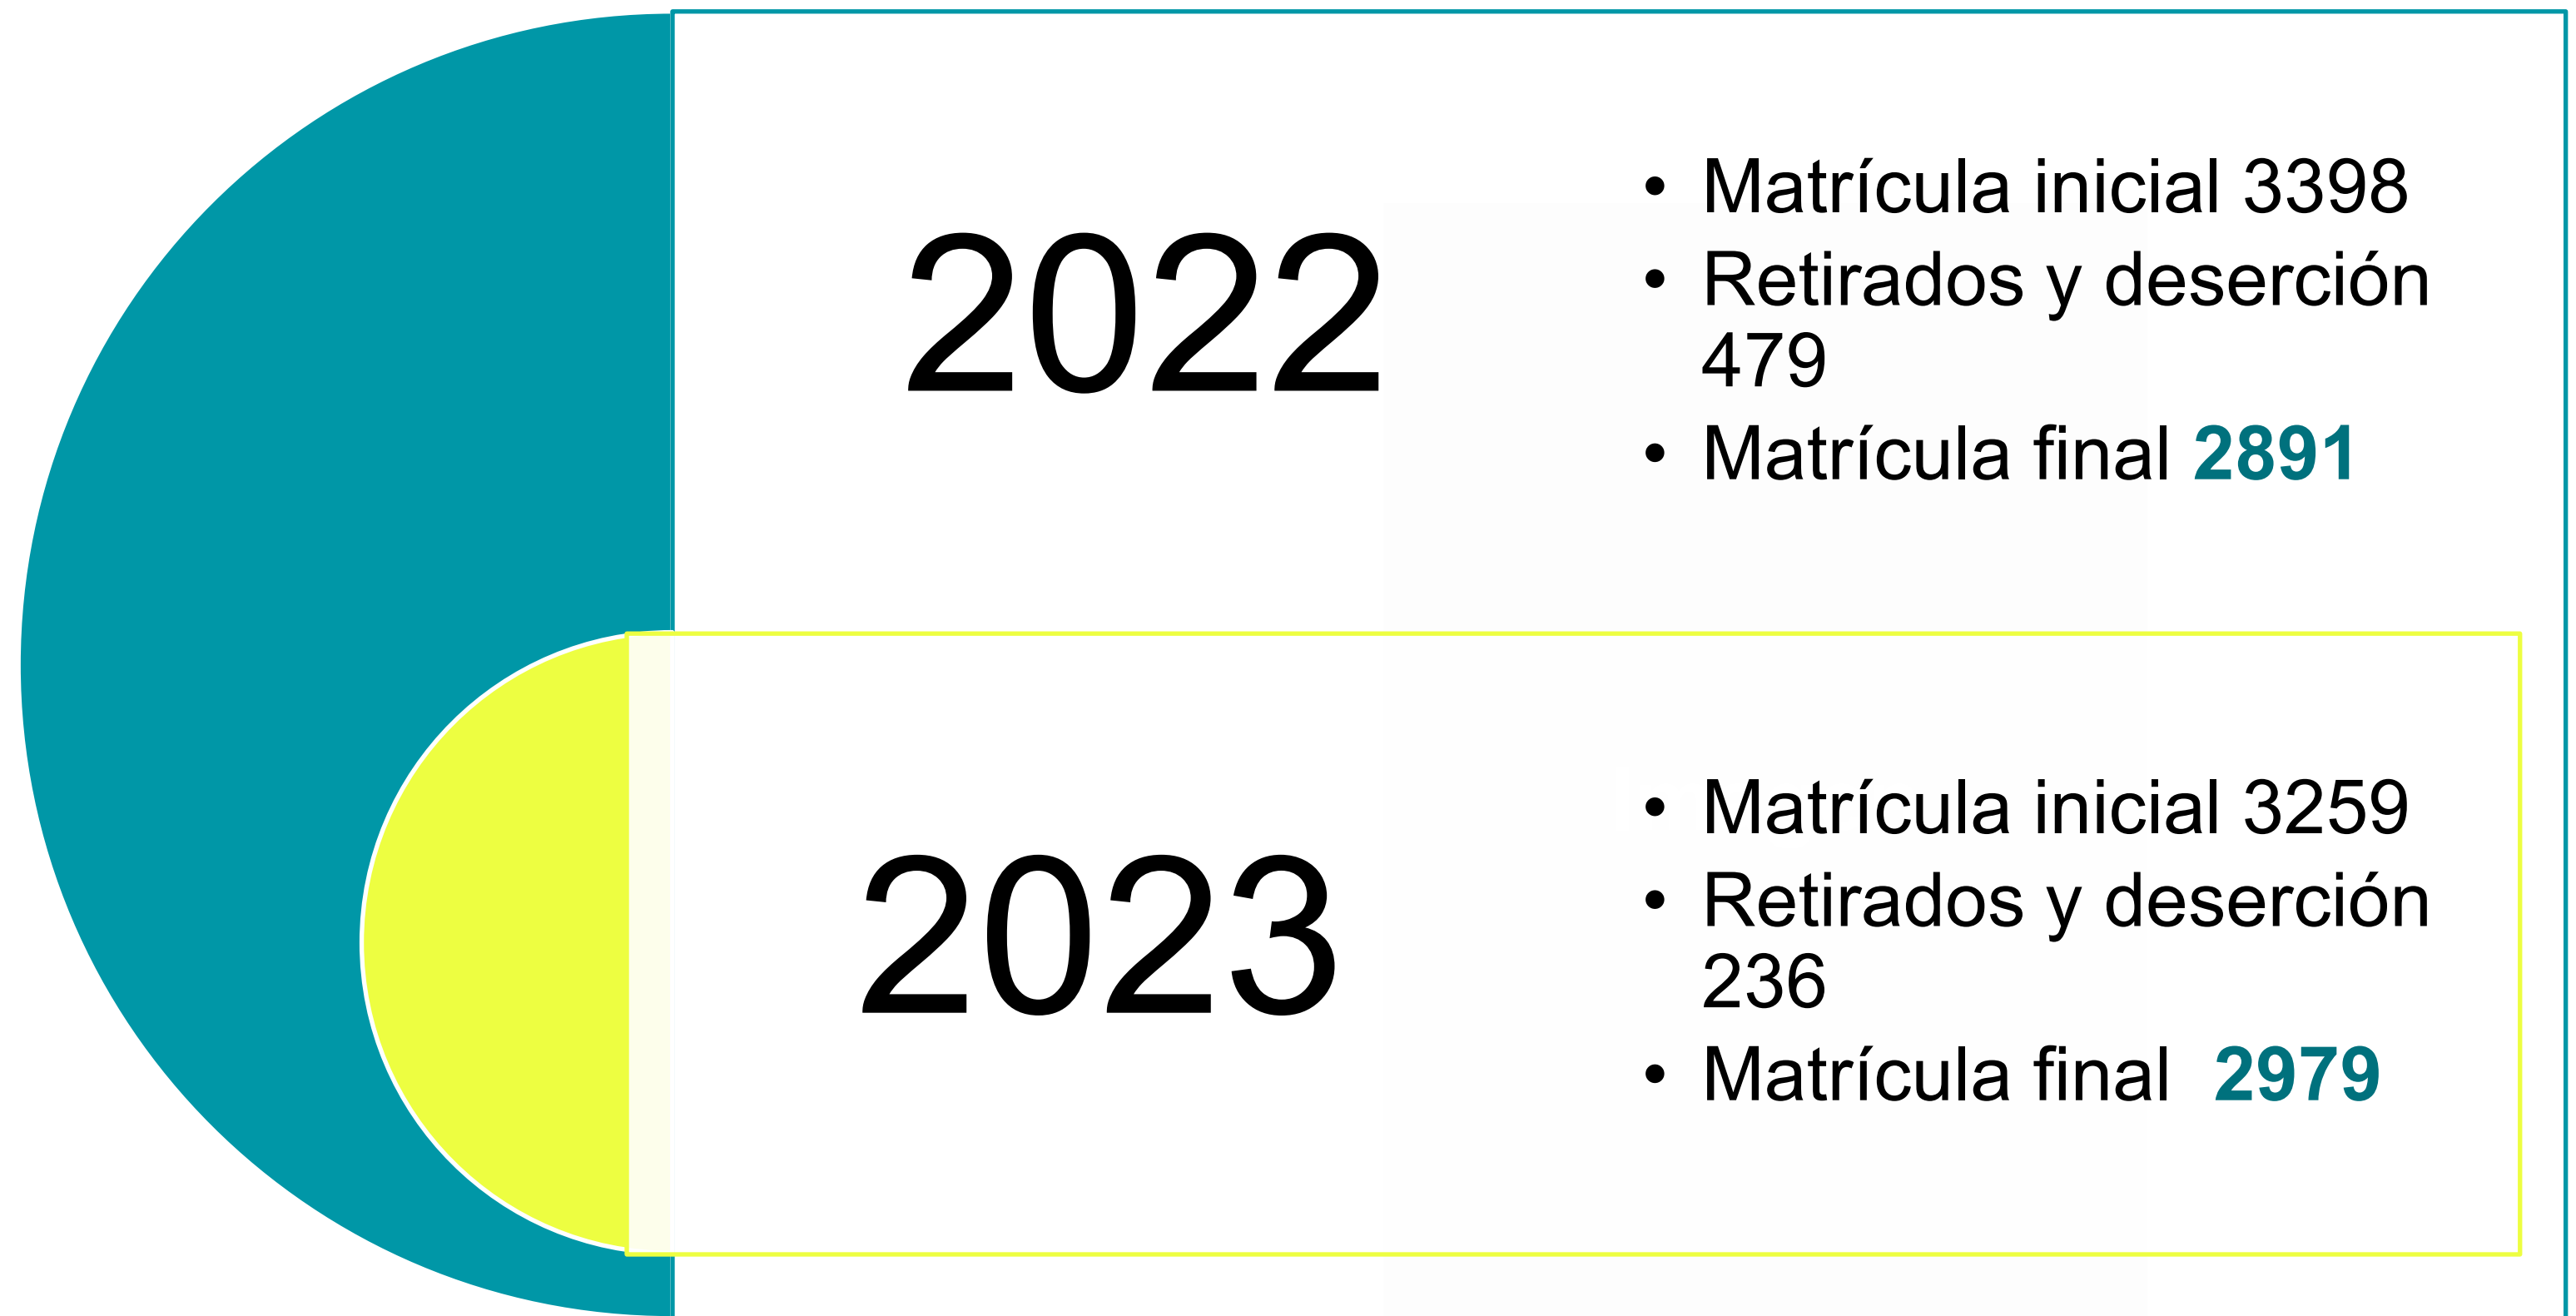 2022
• Matrícula inicial 3398
• Retirados y deserción
479
• Matrícula final 2891
2023
• Matrícula inicial 3259
• Retirados y deserción
236
• Matrícula final 2979